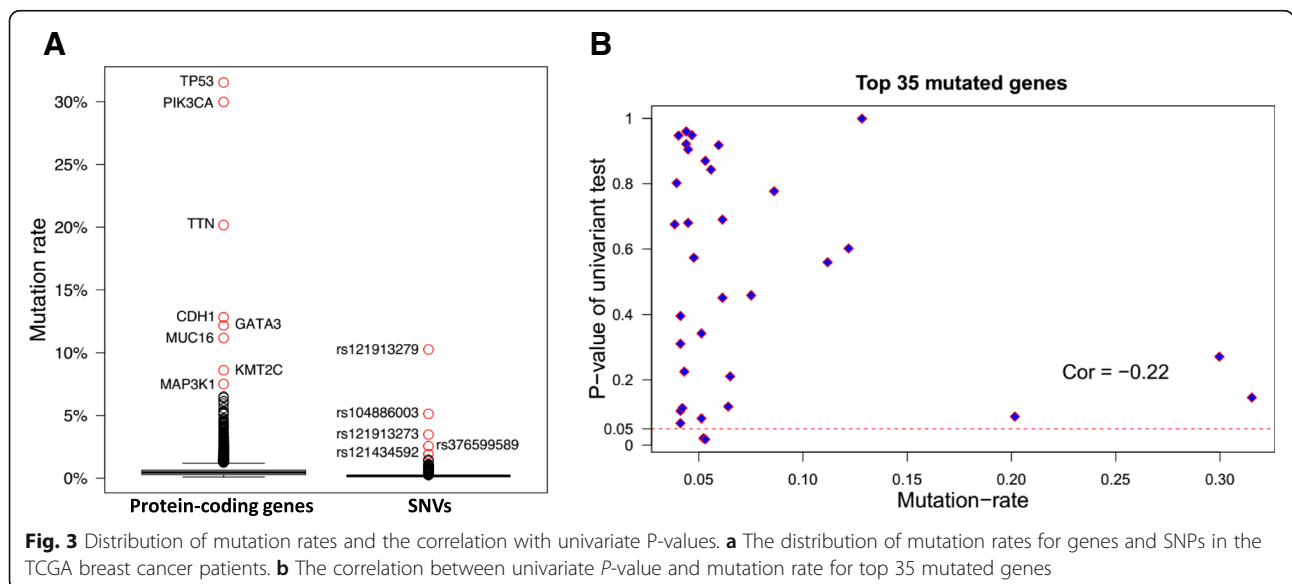 A
Mutation rate
30%
25%
20%
15%
10%
5%
0%
TP53
PIK3CA
TTN
CDH1
GATA3
MUC16
KMT2C
MAP3K1
rs121913279
rs104886003
rs121913273
rs376599589
rs121434592
Protein-coding genes
SNVs
B
Top 35 mutated genes
P-value of univariant test
1
0.8
0.6
0.4
0.2
0.05
0
Cor = −0.22
0.05
0.10
0.15
0.20
0.25
0.30
Mutation−rate
Fig. 3 Distribution of mutation rates and the correlation with univariate P-values. a The distribution of mutation rates for genes and SNPs in the
TCGA breast cancer patients. b The correlation between univariate P-value and mutation rate for top 35 mutated genes